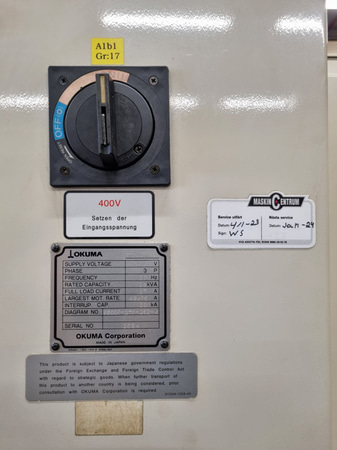 A1b1
Gr:17
OFF O
400V
Setzen der
Eingangsspannung
MASKIN CENTRUM
Service utfört
Nästa service
Datum: 4/1-23
Datum: Jan-24
Sign: WS
OKUMA
SUPPLY VOLTAGE V
PHASE 3 P
FREQUENCY Hz
RATED CAPACITY kVA
FULL LOAD CURRENT
LARGEST MOT. RATE.
INTERRUP. CAP. kA
DIAGRAM NO.
SERIAL NO.
OKUMA Corporation
MADE IN JAPAN
This product is subject to Japanese government regulations
under the Foreign Exchange and Foreign Trade Control Act
with regard to strategic goods. When further transport of
this product to another country is being considered, prior
consultation with OKUMA Corporation is required.